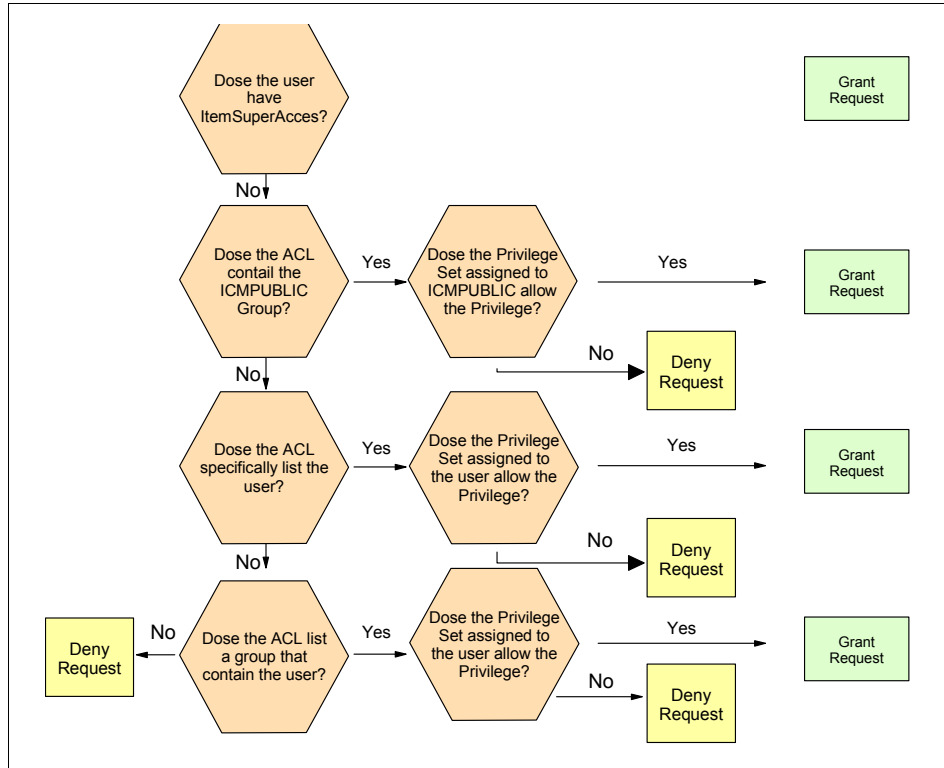 Dose the user
have
ItemSuperAcces?
Grant
Request
No
Dose the ACL
contail the
ICMPUBLIC
Group?
Yes
Dose the Privilege
Set assigned to
ICMPUBLIC allow
the Privilege?
Yes
Grant
Request
No
Deny
Request
No
Dose the ACL
specifically list the
user?
Yes
Dose the Privilege
Set assigned to
the user allow the
Privilege?
Yes
Grant
Request
No
Deny
Request
No
Deny
Request
No
Dose the ACL list
a group that
contain the user?
Yes
Dose the Privilege
Set assigned to
the user allow the
Privilege?
Yes
Grant
Request
No
Deny
Request